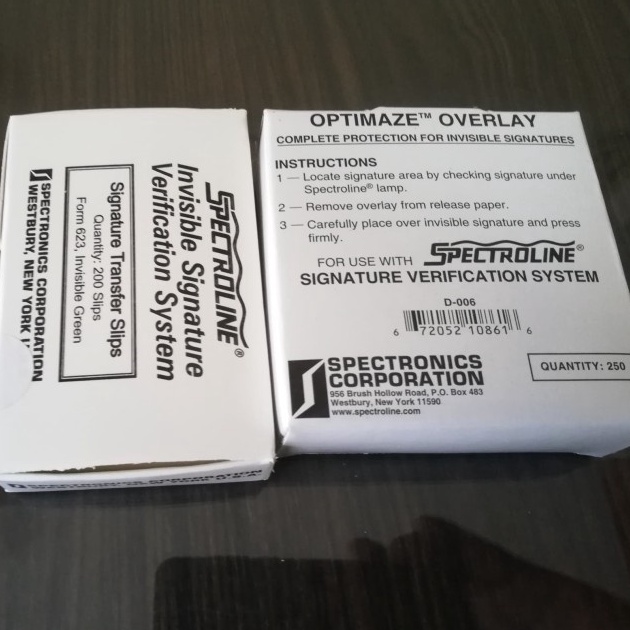 SPECTROLINE®
Invisible Signature
Verification System
Signature Transfer Slips
Quantity: 200 Slips
Form 623, Invisible Green
SPECTRONICS CORPORATION
WESTBURY, NEW YORK
SPECTRONICS CORPORATION
OPTIMAZE™ OVERLAY
COMPLETE PROTECTION FOR INVISIBLE SIGNATURES
INSTRUCTIONS
1 — Locate signature area by checking signature under
Spectroline® lamp.
2 — Remove overlay from release paper.
3 — Carefully place over invisible signature and press
firmly.
FOR USE WITH SPECTROLINE®
SIGNATURE VERIFICATION SYSTEM
D-006
6 72052 10861 6
SPECTRONICS
CORPORATION
956 Brush Hollow Road, P.O. Box 483
Westbury, New York 11590
www.spectroline.com
QUANTITY: 250